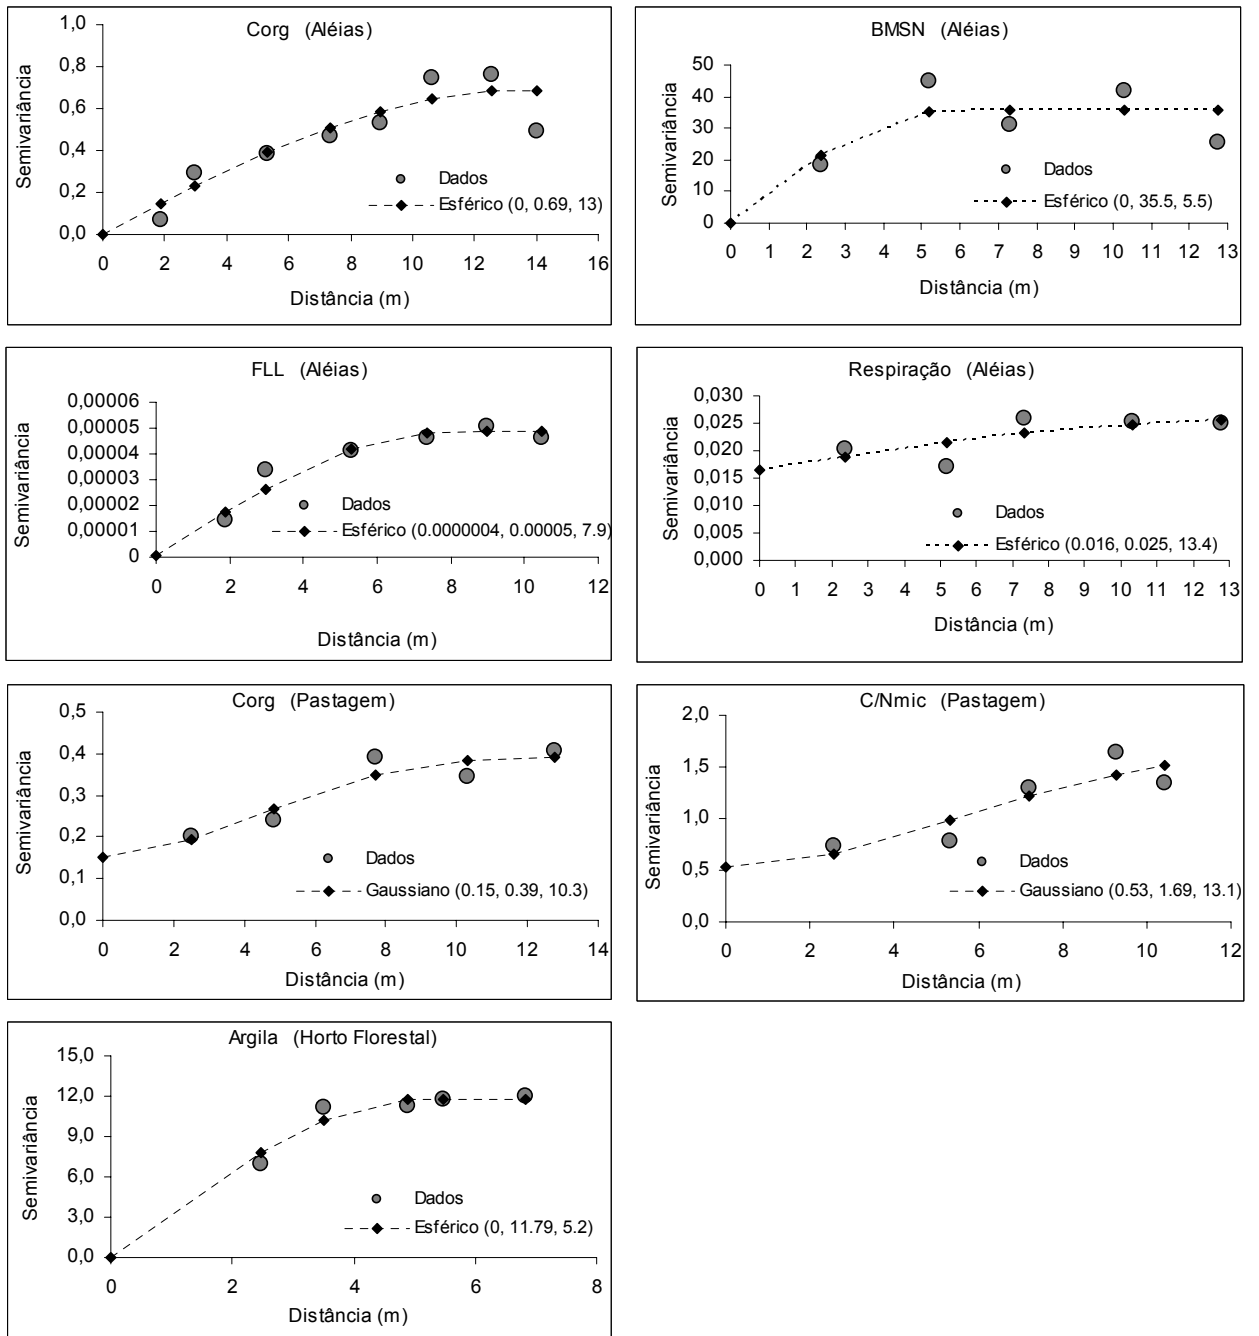 Corg (Aléias)
Semivariância
1,0
0,8
0,6
0,4
0,2
0,0
Dados
Esférico (0, 0.69, 13)
0 2 4 6 8 10 12 14 16
Distância (m)
BMSN (Aléias)
Semivariância
50
40
30
20
10
0
Dados
Esférico (0, 35.5, 5.5)
0 1 2 3 4 5 6 7 8 9 10 11 12 13
Distância (m)
FLL (Aléias)
Semivariância
0,00006
0,00005
0,00004
0,00003
0,00002
0,00001
0
Dados
Esférico (0.0000004, 0.00005, 7.9)
0 2 4 6 8 10 12
Distância (m)
Respiração (Aléias)
Semivariância
0,030
0,025
0,020
0,015
0,010
0,005
0,000
Dados
Esférico (0.016, 0.025, 13.4)
0 1 2 3 4 5 6 7 8 9 10 11 12 13
Distância (m)
Corg (Pastagem)
Semivariância
0,5
0,4
0,3
0,2
0,1
0,0
Dados
Gaussiano (0.15, 0.39, 10.3)
0 2 4 6 8 10 12 14
Distância (m)
C/Nmic (Pastagem)
Semivariância
2,0
1,5
1,0
0,5
0,0
Dados
Gaussiano (0.53, 1.69, 13.1)
0 2 4 6 8 10 12
Distância (m)
Argila (Horto Florestal)
Semivariância
15,0
12,0
9,0
6,0
3,0
0,0
Dados
Esférico (0, 11.79, 5.2)
0 2 4 6 8
Distância (m)